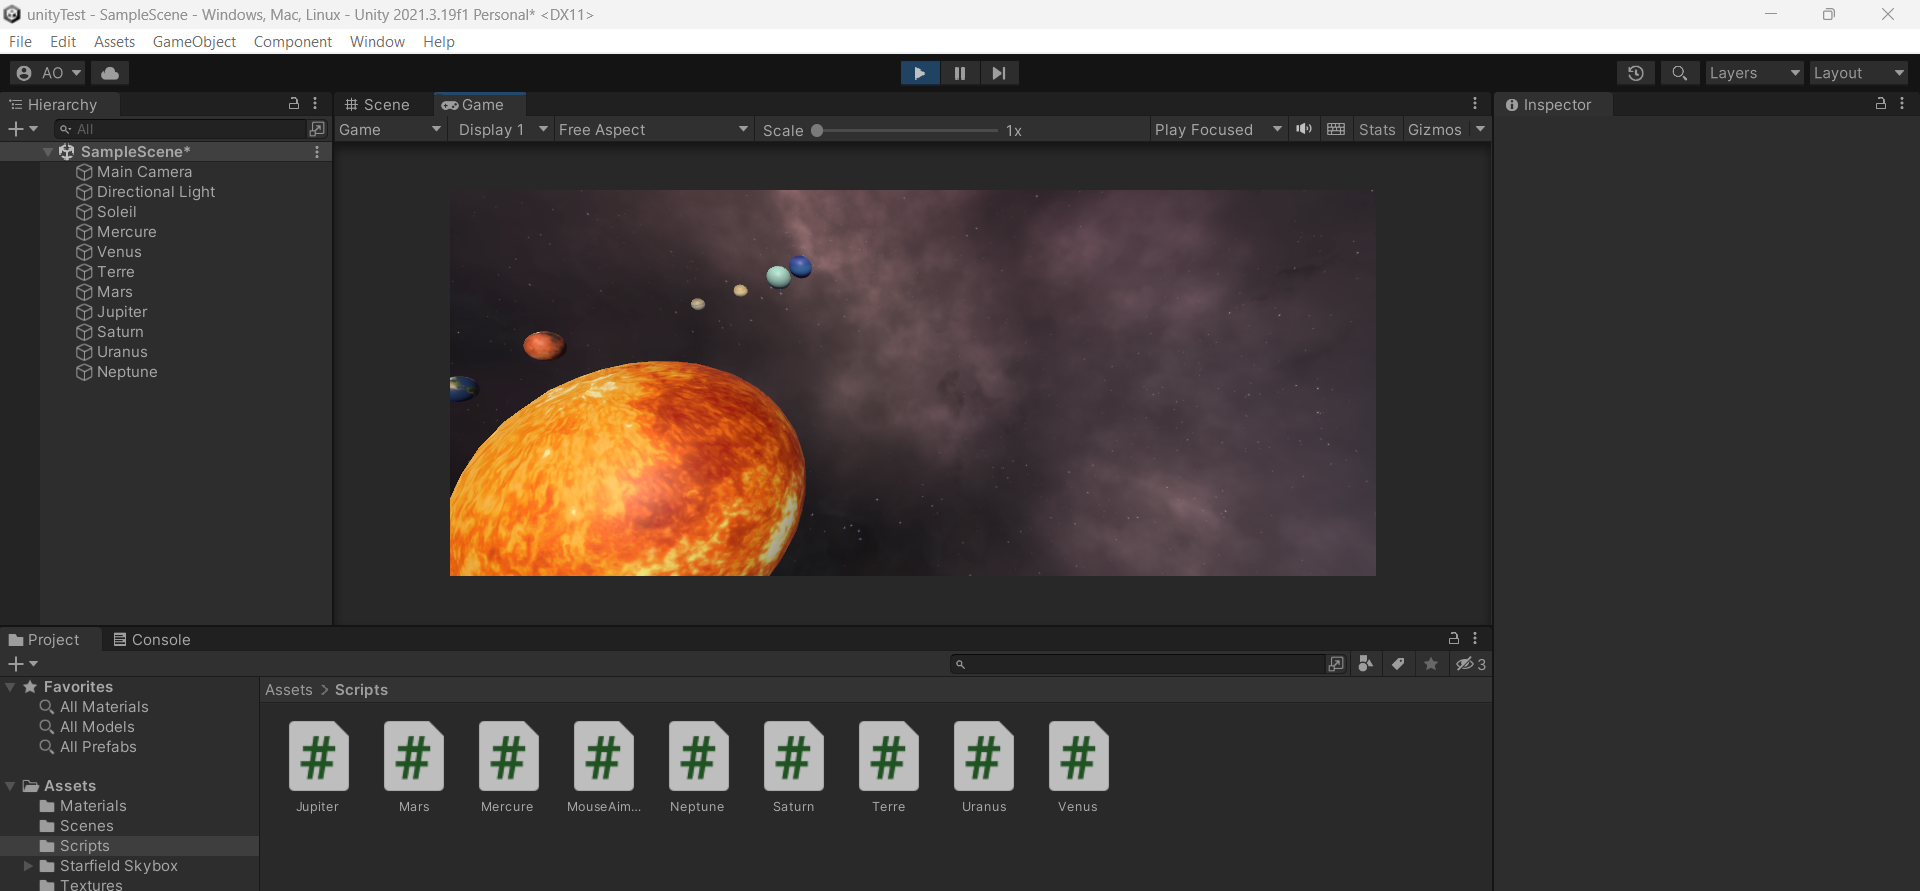 unityTest - SampleScene - Windows, Mac, Linux - Unity 2021.3.19f1 Personal* <DX11>
File Edit Assets GameObject Component Window Help
AO Layers Layout
Hierarchy Scene Game Inspector
All Game Display 1 Free Aspect Scale 1x Play Focused Stats Gizmos
SampleScene*
Main Camera
Directional Light
Soleil
Mercure
Venus
Terre
Mars
Jupiter
Saturn
Uranus
Neptune
Project Console
3
Favorites
All Materials
All Models
All Prefabs
Assets
Materials
Scenes
Scripts
Starfield Skybox
Textures
Assets > Scripts
# # # # # # # # #
Jupiter Mars Mercure MouseAim... Neptune Saturn Terre Uranus Venus